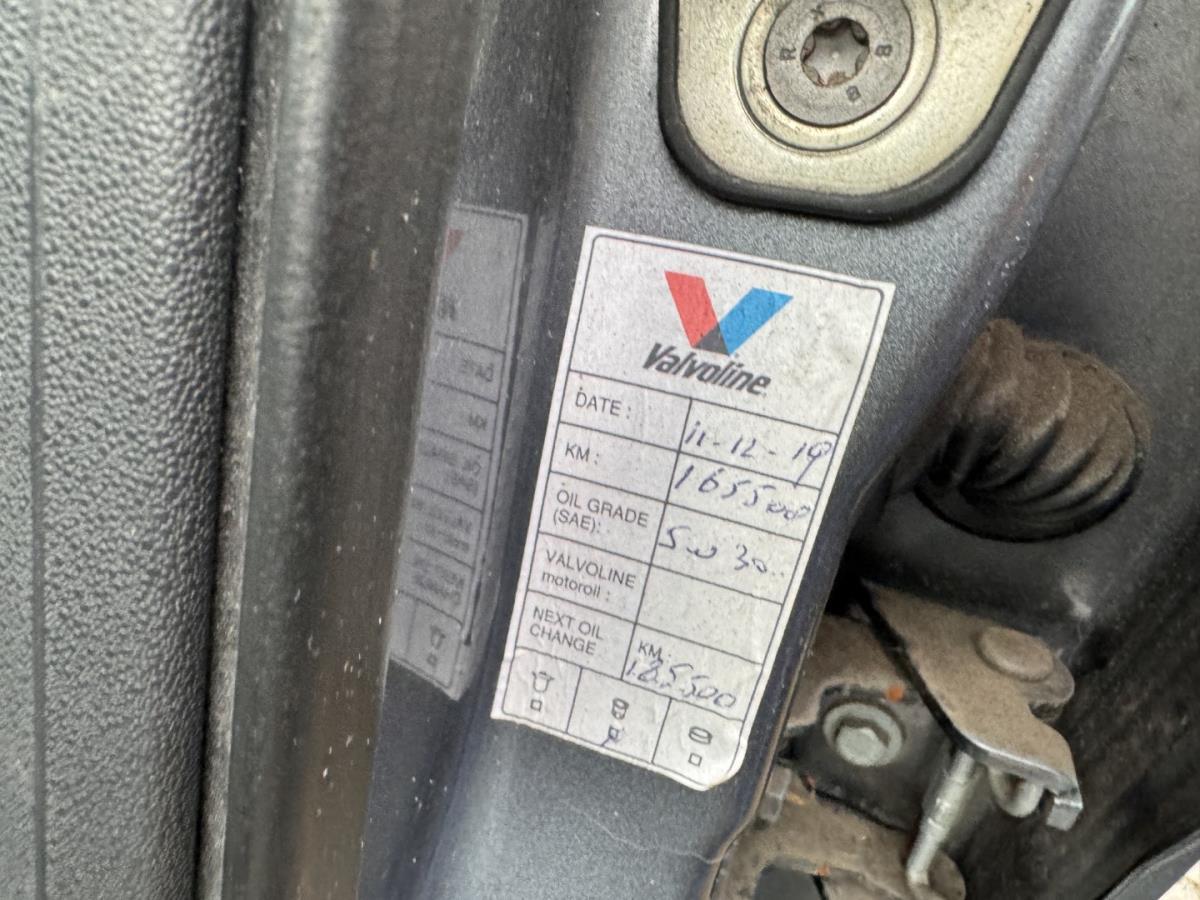 Valvoline
DATE : 11-12-19
KM : 165500
OIL GRADE
(SAE): 5w30
VALVOLINE
motoroil :
NEXT OIL
CHANGE
KM : 185500